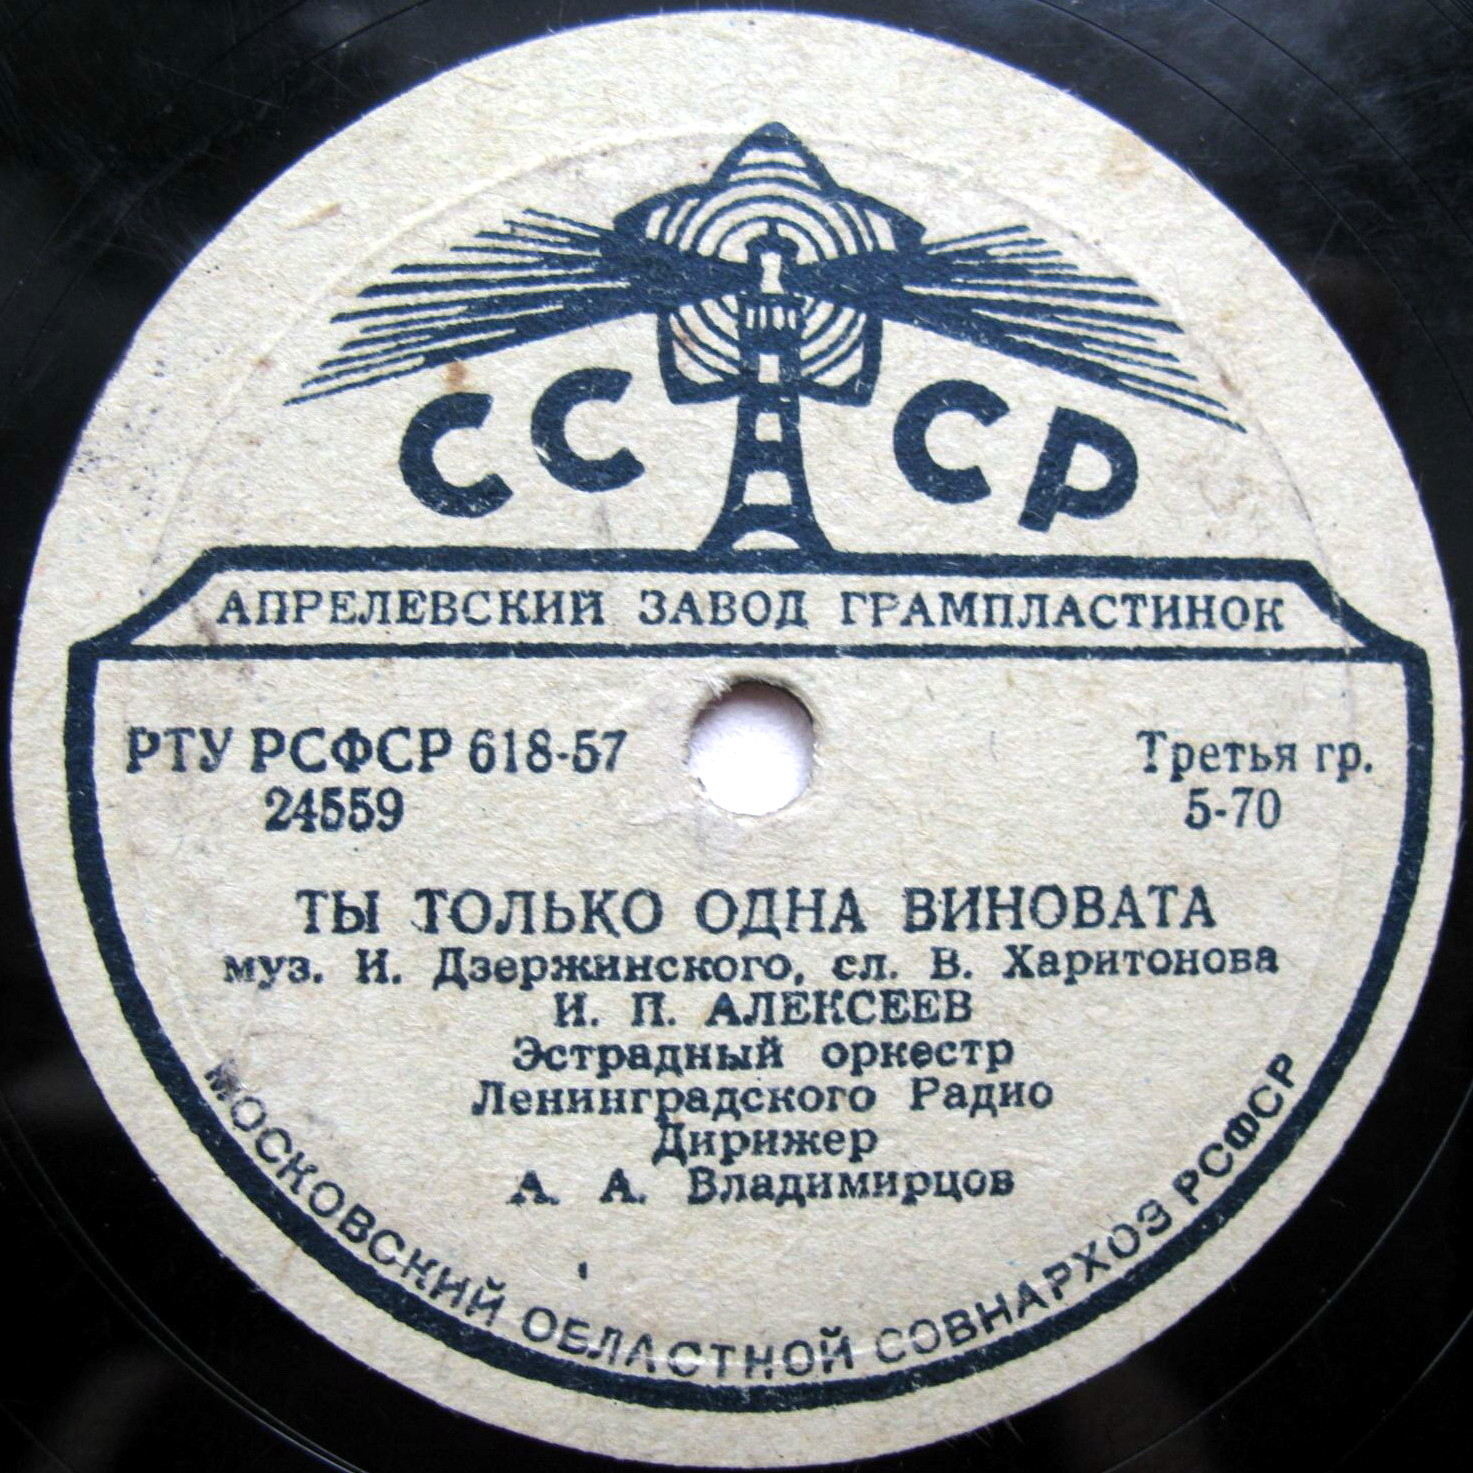 СССР
АПРЕЛЕВСКИЙ ЗАВОД ГРАМПЛАСТИНОК
РТУ РСФСР 618-57
24559
Третья гр.
5-70
ТЫ ТОЛЬКО ОДНА ВИНОВАТА
муз. И. Дзержинского, сл. В. Харитонова
И. П. АЛЕКСЕЕВ
Эстрадный оркестр
Ленинградского Радио
Дирижер
А. А. Владимирцов
МОСКОВСКИЙ ОБЛАСТНОЙ СОВНАРХОЗ РСФСР